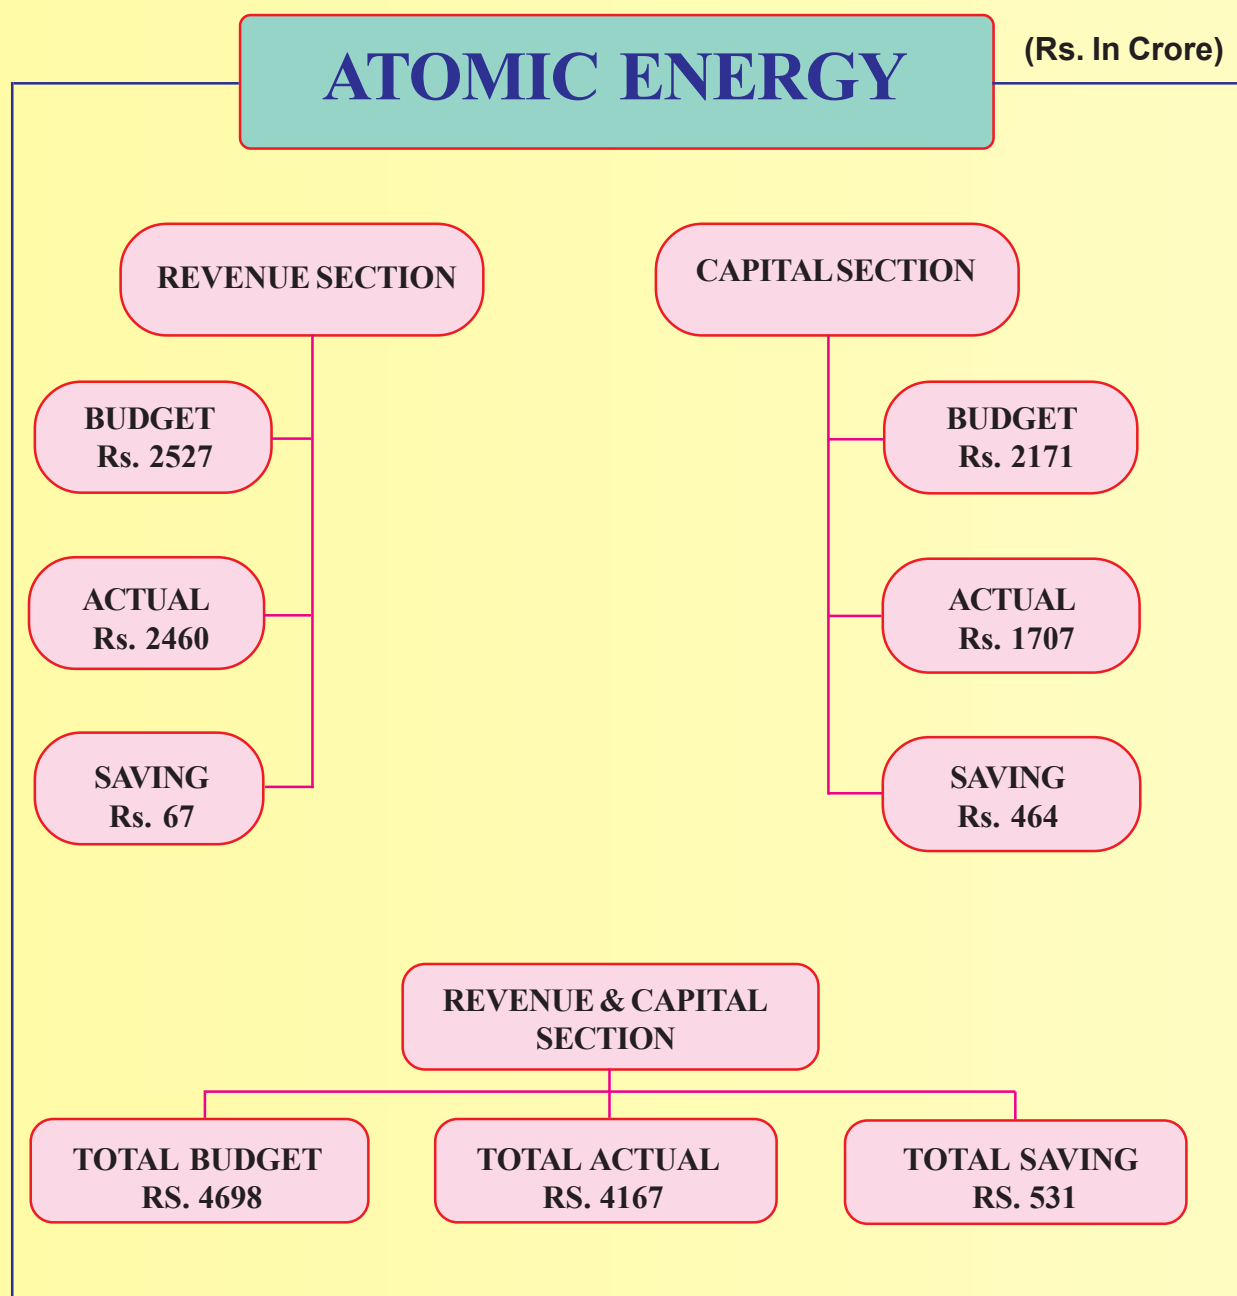 ATOMIC ENERGY
(Rs. In Crore)
REVENUE SECTION
BUDGET
Rs. 2527
ACTUAL
Rs. 2460
SAVING
Rs. 67
CAPITAL SECTION
BUDGET
Rs. 2171
ACTUAL
Rs. 1707
SAVING
Rs. 464
REVENUE & CAPITAL
SECTION
TOTAL BUDGET
RS. 4698
TOTAL ACTUAL
RS. 4167
TOTAL SAVING
RS. 531